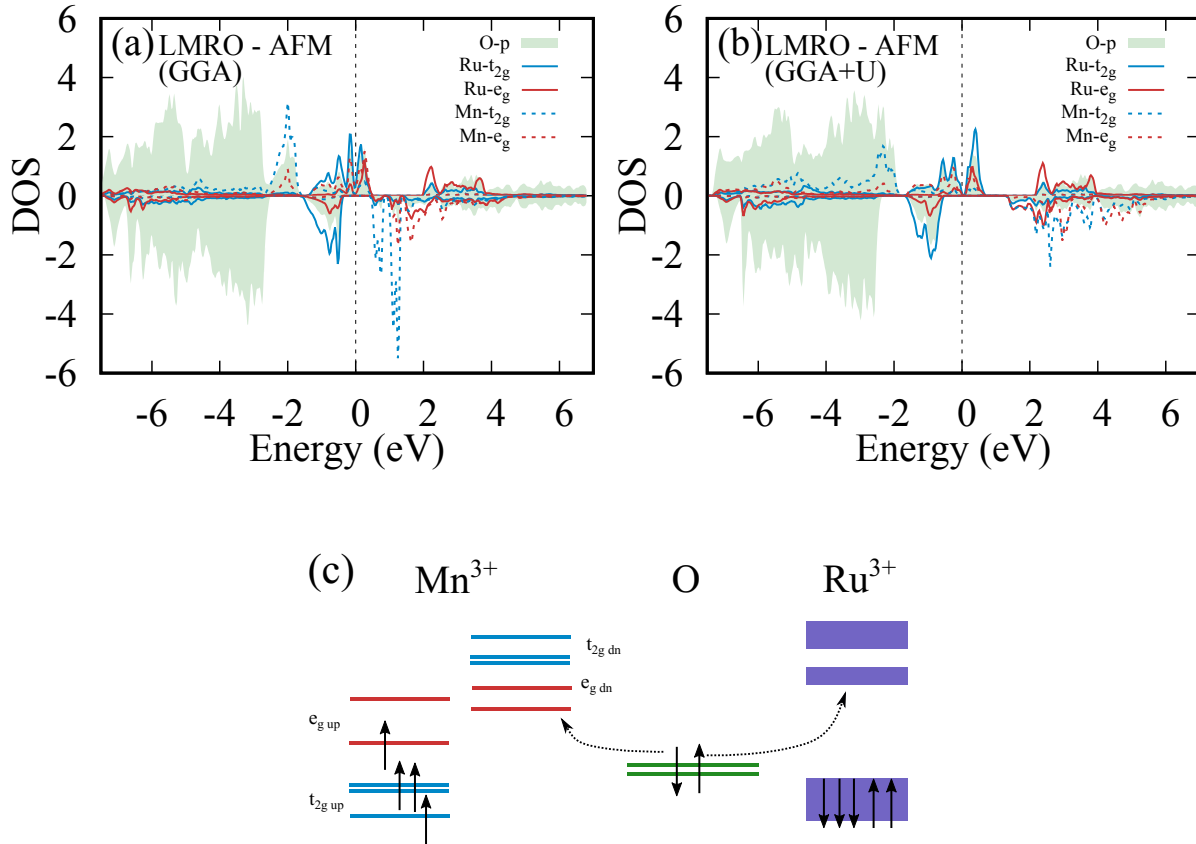 (a) LMRO - AFM
(GGA)
O-p
Ru-t2g
Ru-eg
Mn-t2g
Mn-eg
DOS
6
4
2
0
-2
-4
-6
-6 -4 -2 0 2 4 6
Energy (eV)
(b) LMRO - AFM
(GGA+U)
O-p
Ru-t2g
Ru-eg
Mn-t2g
Mn-eg
DOS
6
4
2
0
-2
-4
-6
-6 -4 -2 0 2 4 6
Energy (eV)
(c)
Mn3+ O Ru3+
t2g dn
eg dn
eg up
t2g up